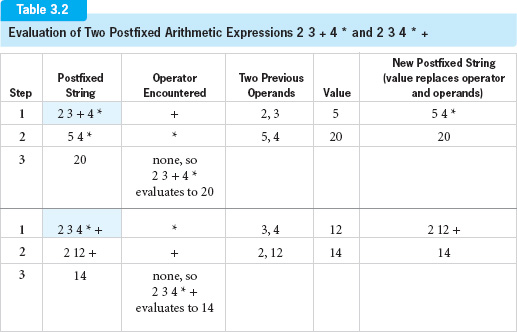 Table 3.2
Evaluation of Two Postfixed Arithmetic Expressions 2 3 + 4 * and 2 3 4 * +
Step Postfixed String Operator Encountered Two Previous Operands Value New Postfixed String (value replaces operator and operands)
1 2 3 + 4 * + 2, 3 5 5 4 *
2 5 4 * * 5, 4 20 20
3 20 none, so
2 3 + 4 *
evaluates to 20
1 2 3 4 * + * 3, 4 12 2 12 +
2 2 12 + + 2, 12 14 14
3 14 none, so
2 3 4 * +
evaluates to 14